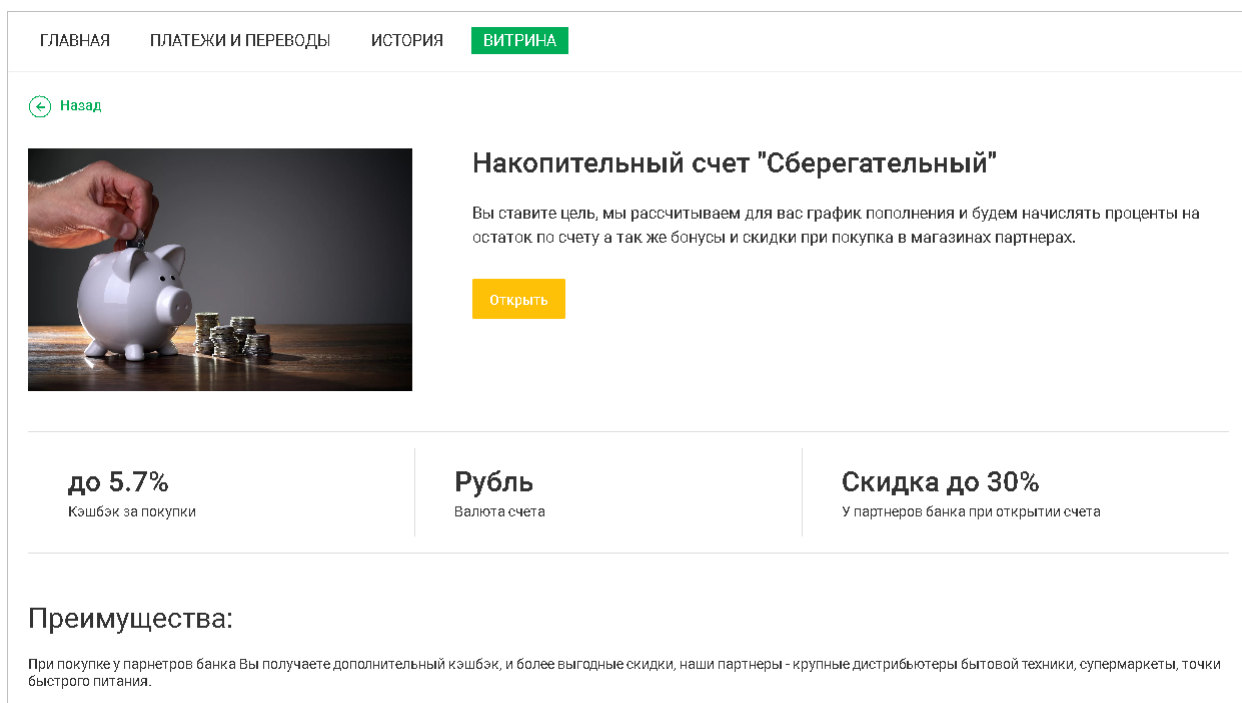 ГЛАВНАЯ ПЛАТЕЖИ И ПЕРЕВОДЫ ИСТОРИЯ ВИТРИНА
Назад
Накопительный счет "Сберегательный"
Вы ставите цель, мы рассчитываем для вас график пополнения и будем начислять проценты на
остаток по счету а так же бонусы и скидки при покупка в магазинах партнерах.
Открыть
до 5.7% Рубль Скидка до 30%
Кэшбэк за покупки Валюта счета У партнеров банка при открытии счета
Преимущества:
При покупке у парнетров банка Вы получаете дополнительный кэшбэк, и более выгодные скидки, наши партнеры - крупные дистрибьютеры бытовой техники, супермаркеты, точки
быстрого питания.